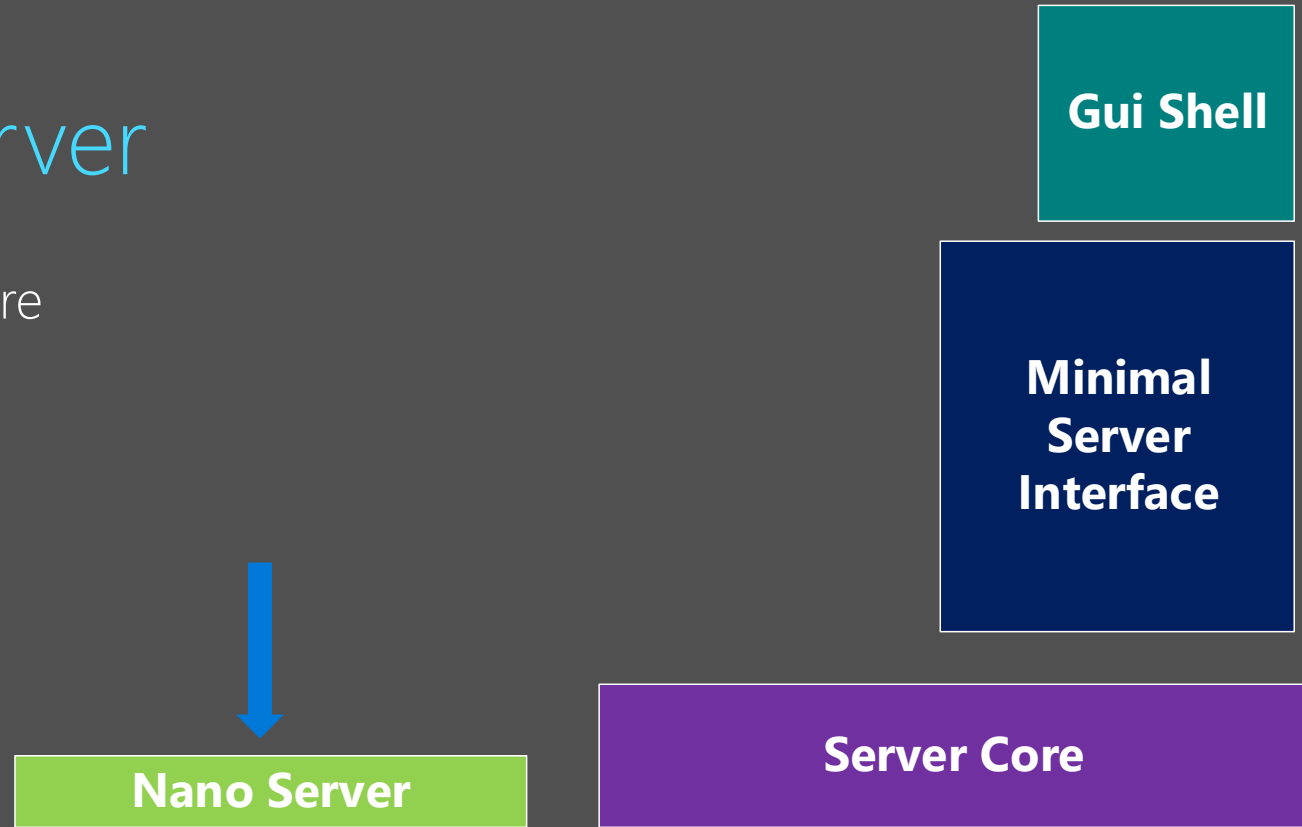 rver
re
Gui Shell
Minimal
Server
Interface
Server Core
Nano Server